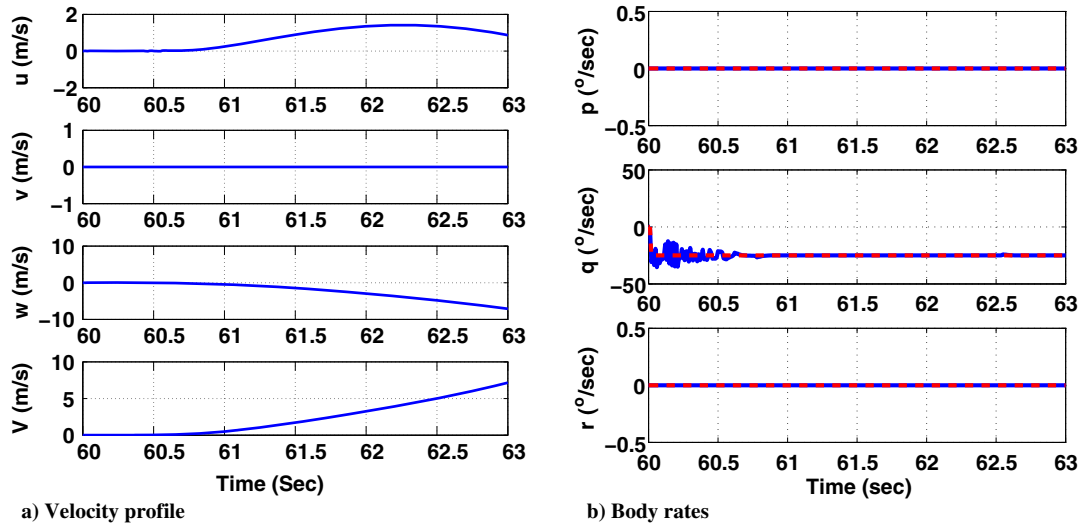 2
0
−2
u (m/s)
60 60.5 61 61.5 62 62.5 63
1
0
−1
v (m/s)
60 60.5 61 61.5 62 62.5 63
10
0
−10
w (m/s)
60 60.5 61 61.5 62 62.5 63
10
5
0
V (m/s)
60 60.5 61 61.5 62 62.5 63
Time (Sec)
a) Velocity profile
0.5
0
−0.5
p (°/sec)
60 60.5 61 61.5 62 62.5 63
50
0
−50
q (°/sec)
60 60.5 61 61.5 62 62.5 63
0.5
0
−0.5
r (°/sec)
60 60.5 61 61.5 62 62.5 63
Time (sec)
b) Body rates